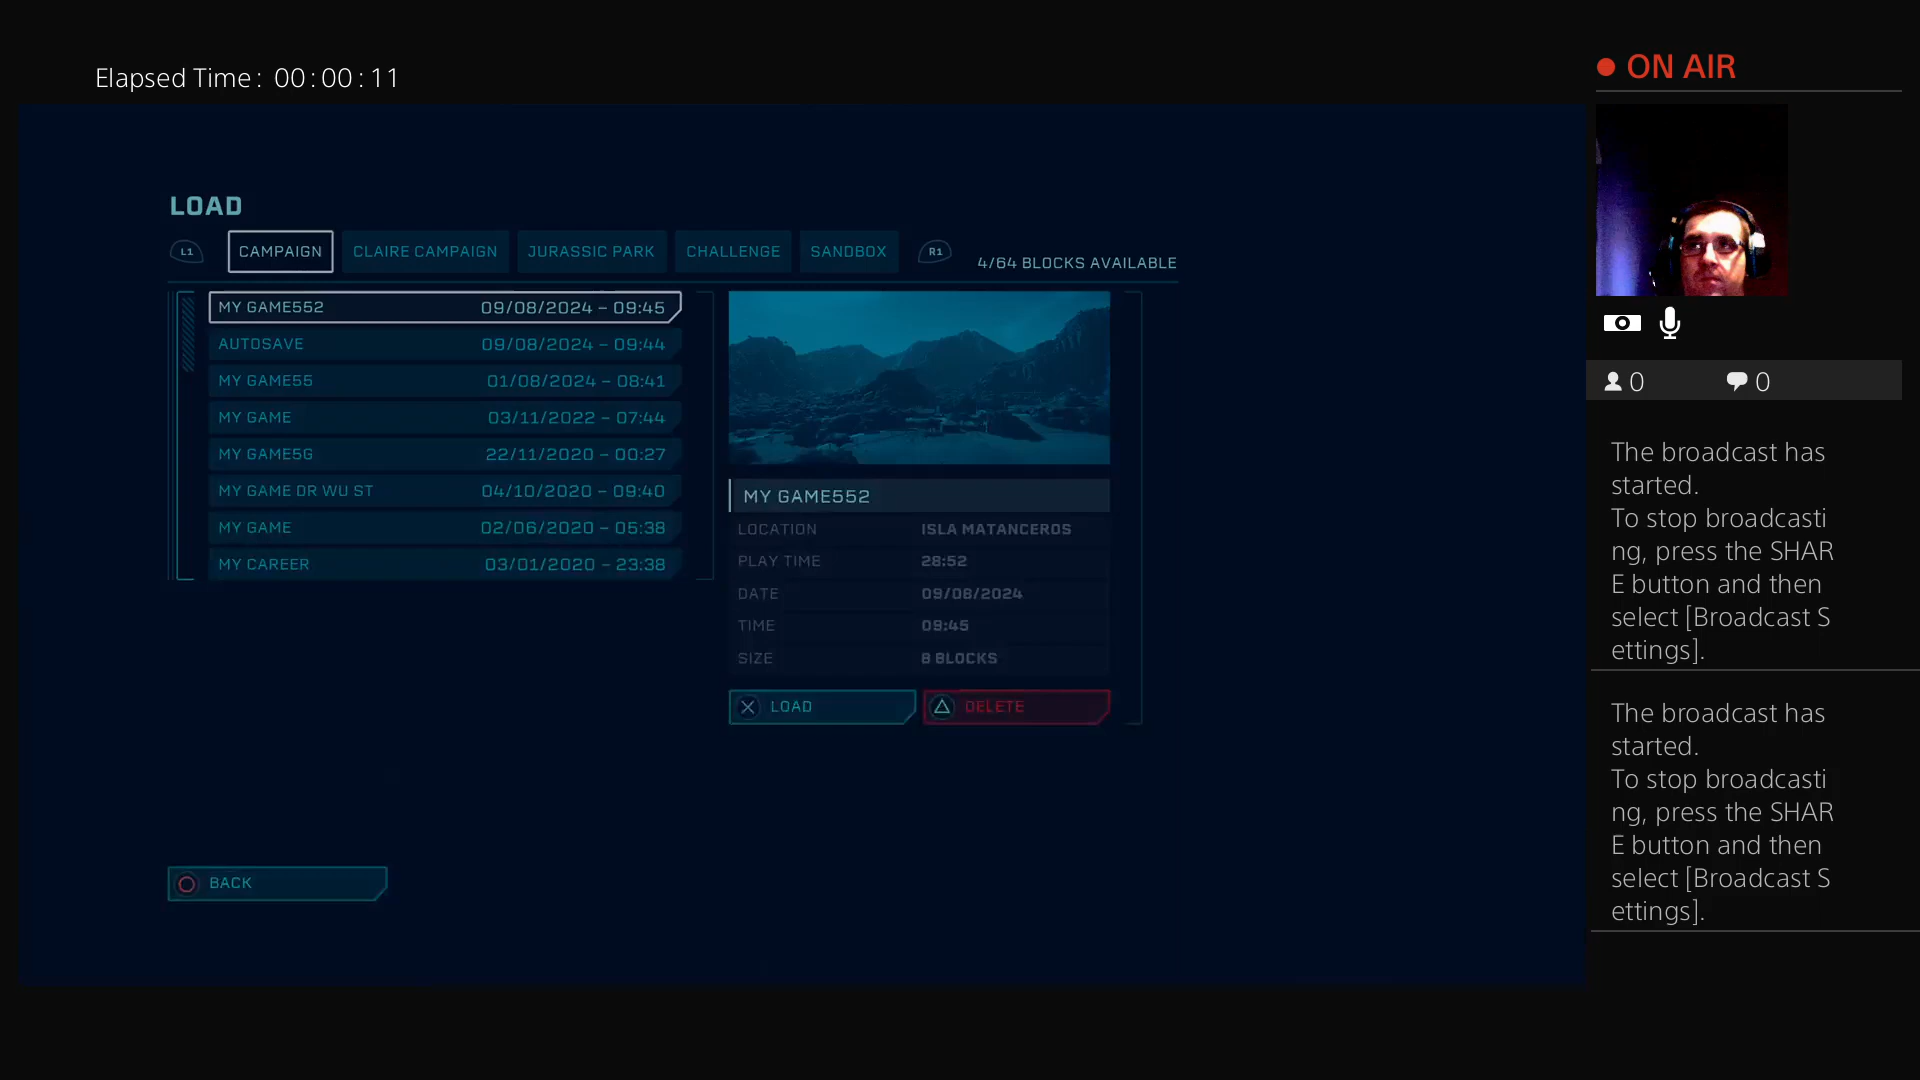 Elapsed Time: 00:00:11
ON AIR
LOAD
L1 CAMPAIGN CLAIRE CAMPAIGN JURASSIC PARK CHALLENGE SANDBOX R1 4/64 BLOCKS AVAILABLE
MY GAME552 09/08/2024 - 09:45
AUTOSAVE 09/08/2024 - 09:44
MY GAME55 01/08/2024 - 08:41
MY GAME 03/11/2022 - 07:44
MY GAME5G 22/11/2020 - 00:27
MY GAME DR WU ST 04/10/2020 - 09:40
MY GAME 02/06/2020 - 05:38
MY CAREER 03/01/2020 - 23:38
MY GAME552
LOCATION ISLA MATANCEROS
PLAY TIME 28:52
DATE 09/08/2024
TIME 09:45
SIZE 8 BLOCKS
LOAD DELETE
BACK
0 0
The broadcast has
started.
To stop broadcasti
ng, press the SHAR
E button and then
select [Broadcast S
ettings].
The broadcast has
started.
To stop broadcasti
ng, press the SHAR
E button and then
select [Broadcast S
ettings].